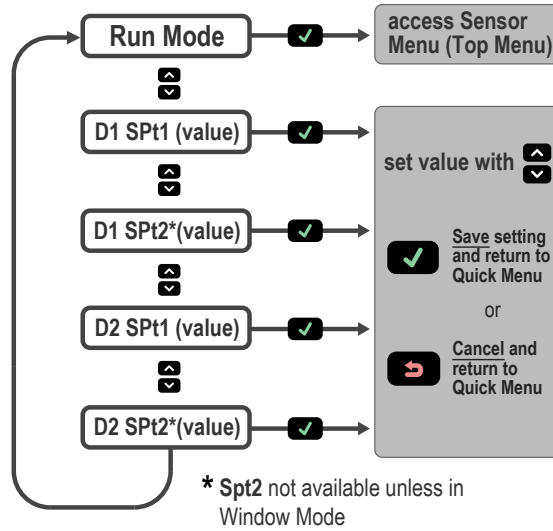 Run Mode
access Sensor
Menu (Top Menu)
D1 SPt1 (value)
set value with
D1 SPt2*(value)
Save setting
and return to
Quick Menu
or
D2 SPt1 (value)
Cancel and
return to
Quick Menu
D2 SPt2*(value)
* Spt2 not available unless in
Window Mode